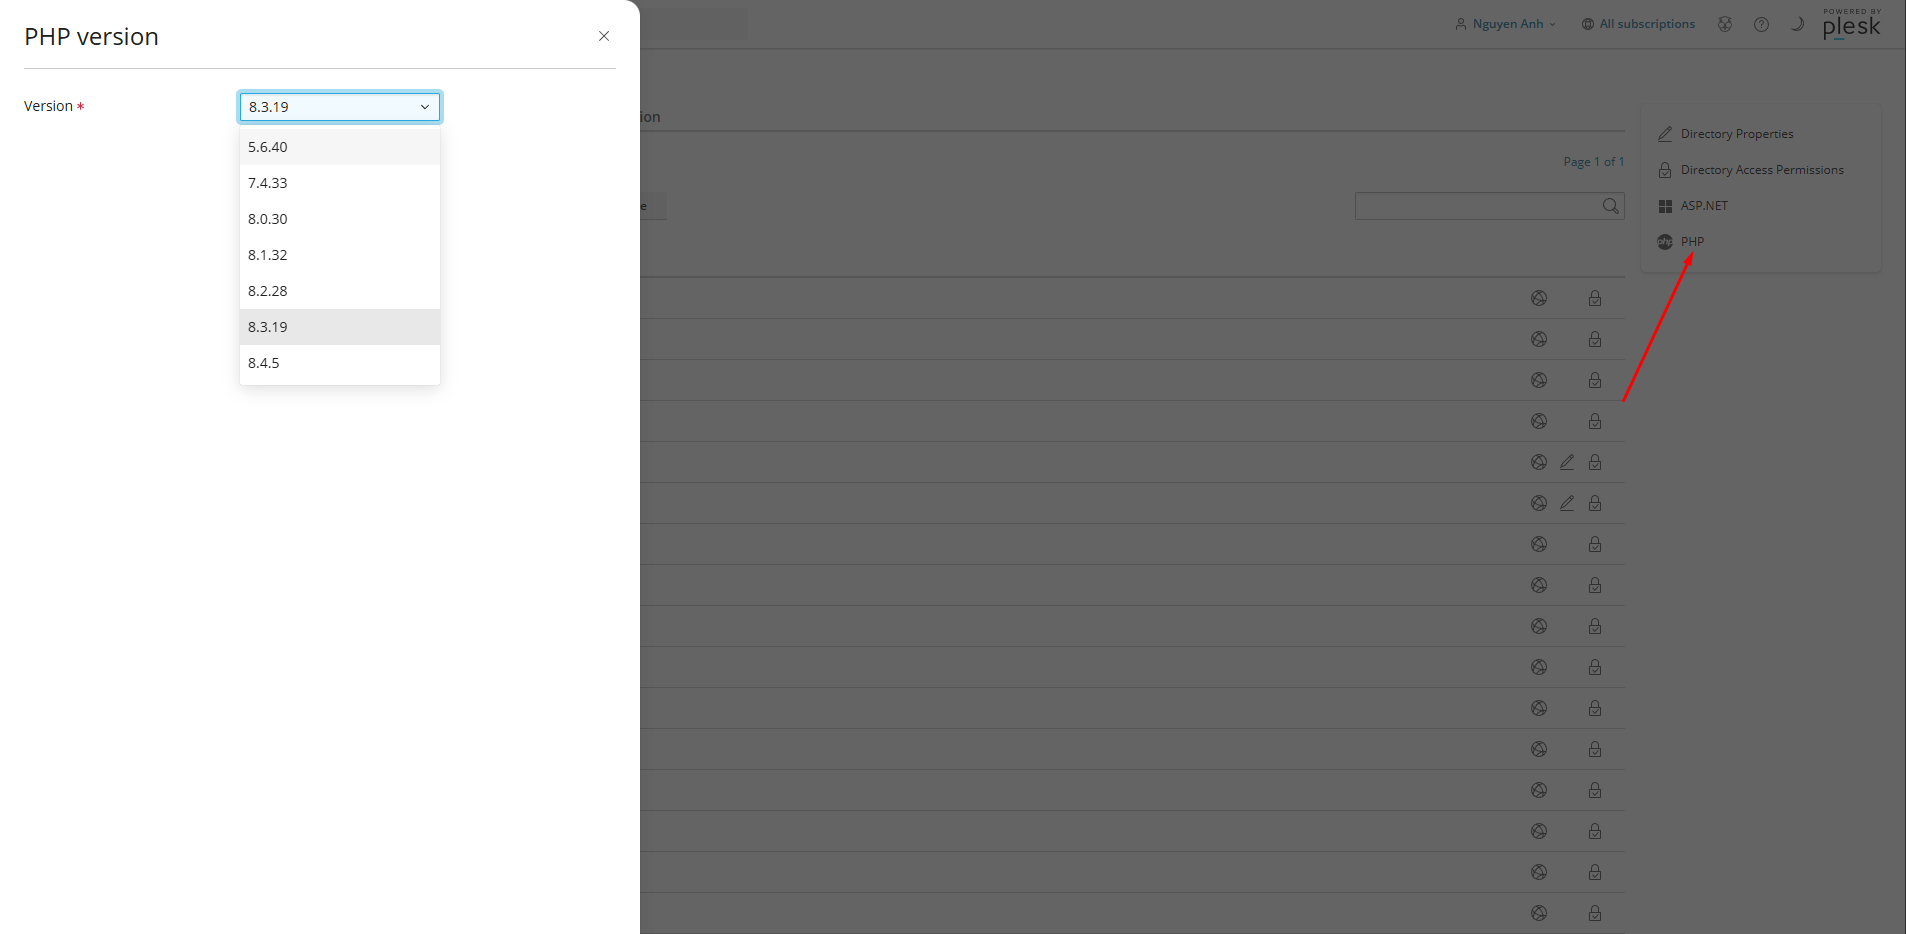 PHP version
Nguyen Anh
All subscriptions
POWERED BY
plesk
Version *
8.3.19
ion
5.6.40
7.4.33
8.0.30
8.1.32
8.2.28
8.3.19
8.4.5
Page 1 of 1
e
Directory Properties
Directory Access Permissions
ASP.NET
php PHP